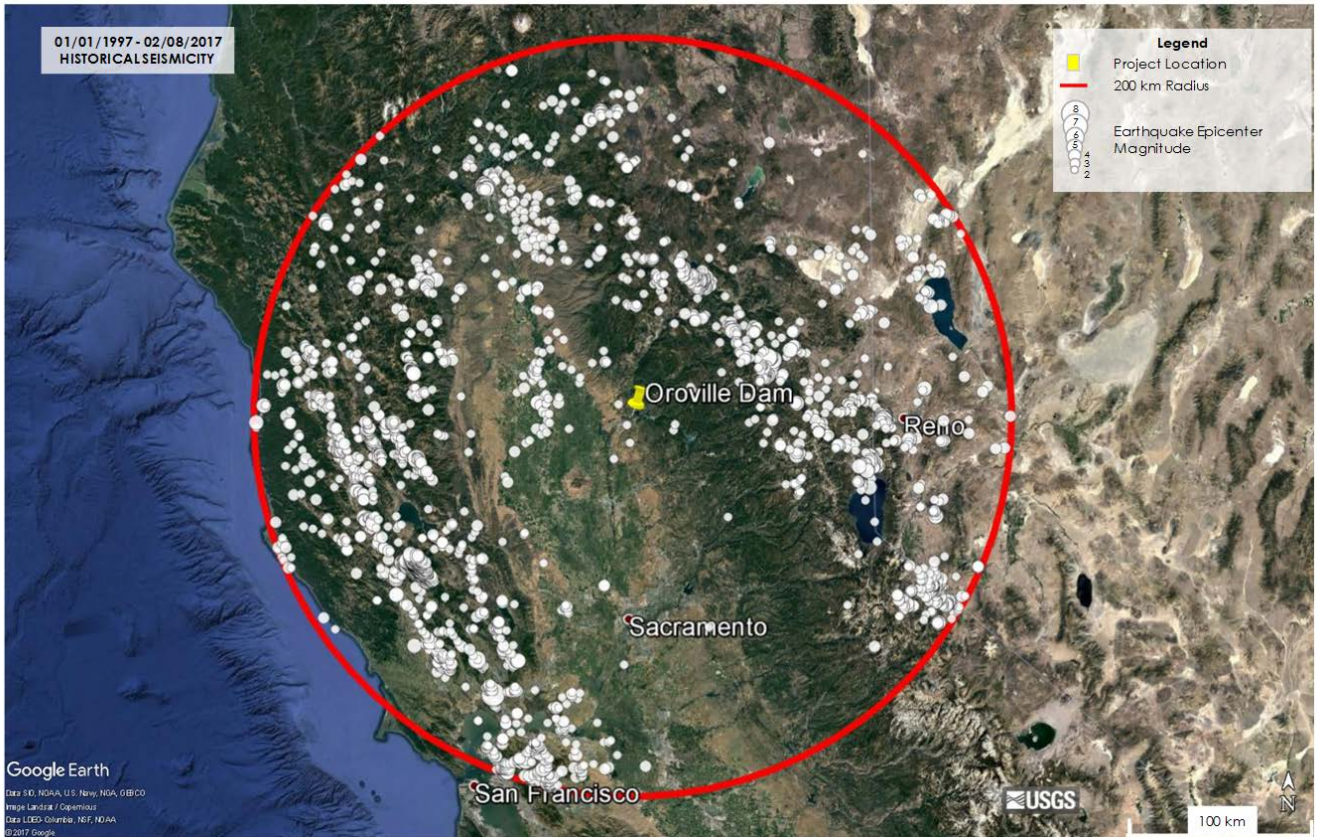 01/01/1997 - 02/08/2017
HISTORICAL SEISMICITY
Legend
Project Location
200 km Radius
8
7
6
5
4
3
2
Earthquake Epicenter
Magnitude
Oroville Dam
Reno
Sacramento
San Francisco
Google Earth
Data SIO, NOAA, U.S. Navy, NGA, GEBCO
Image Landsat / Copernicus
Data LDEO-Columbia, NSF, NOAA
© 2017 Google
USGS
N
100 km